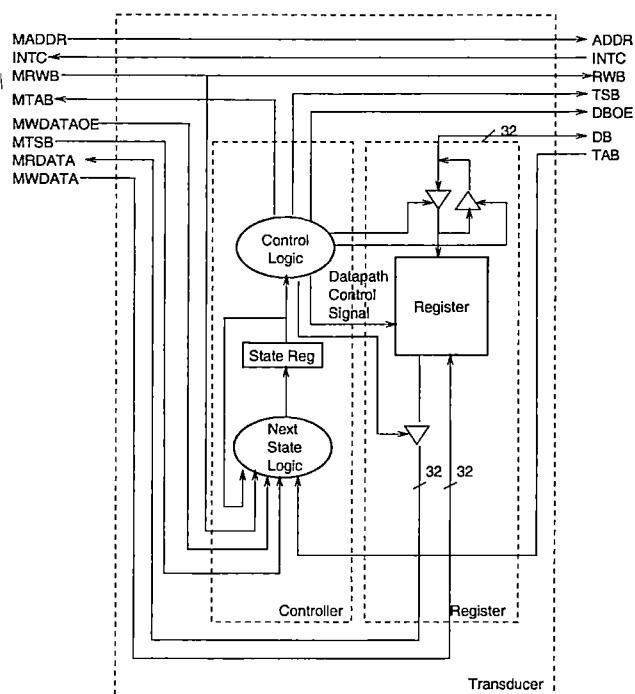 MADDR
ADDR
INTC
INTC
MRWB
RWB
MTAB
TSB
DBOE
MWDATAOE
32
DB
MTSB
TAB
MRDATA
MWDATA
Control
Logic
Datapath
Control
Signal
Register
State Reg
Next
State
Logic
32
32
Controller
Register
Transducer